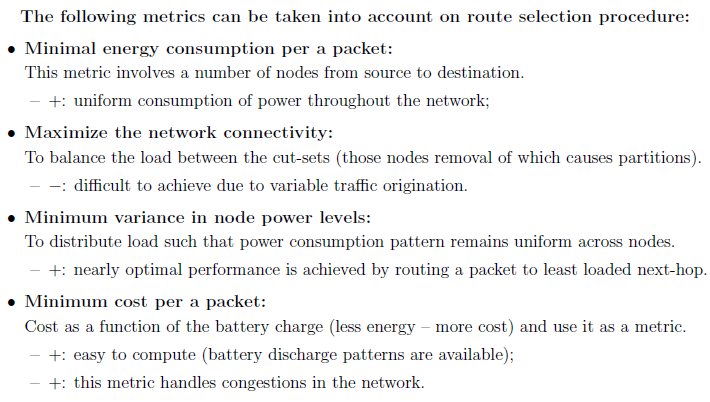 The following metrics can be taken into account on route selection procedure:
• Minimal energy consumption per a packet:
This metric involves a number of nodes from source to destination.
– +: uniform consumption of power throughout the network;
• Maximize the network connectivity:
To balance the load between the cut-sets (those nodes removal of which causes partitions).
– −: difficult to achieve due to variable traffic origination.
• Minimum variance in node power levels:
To distribute load such that power consumption pattern remains uniform across nodes.
– +: nearly optimal performance is achieved by routing a packet to least loaded next-hop.
• Minimum cost per a packet:
Cost as a function of the battery charge (less energy – more cost) and use it as a metric.
– +: easy to compute (battery discharge patterns are available);
– +: this metric handles congestions in the network.